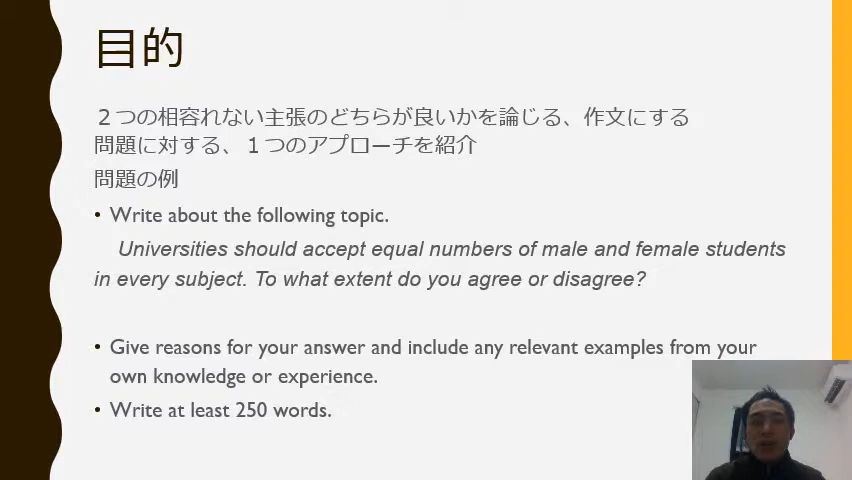 目的
２つの相容れない主張のどちらが良いかを論じる、作文にする
問題に対する、１つのアプローチを紹介
問題の例
• Write about the following topic.
Universities should accept equal numbers of male and female students
in every subject. To what extent do you agree or disagree?
• Give reasons for your answer and include any relevant examples from your
own knowledge or experience.
• Write at least 250 words.